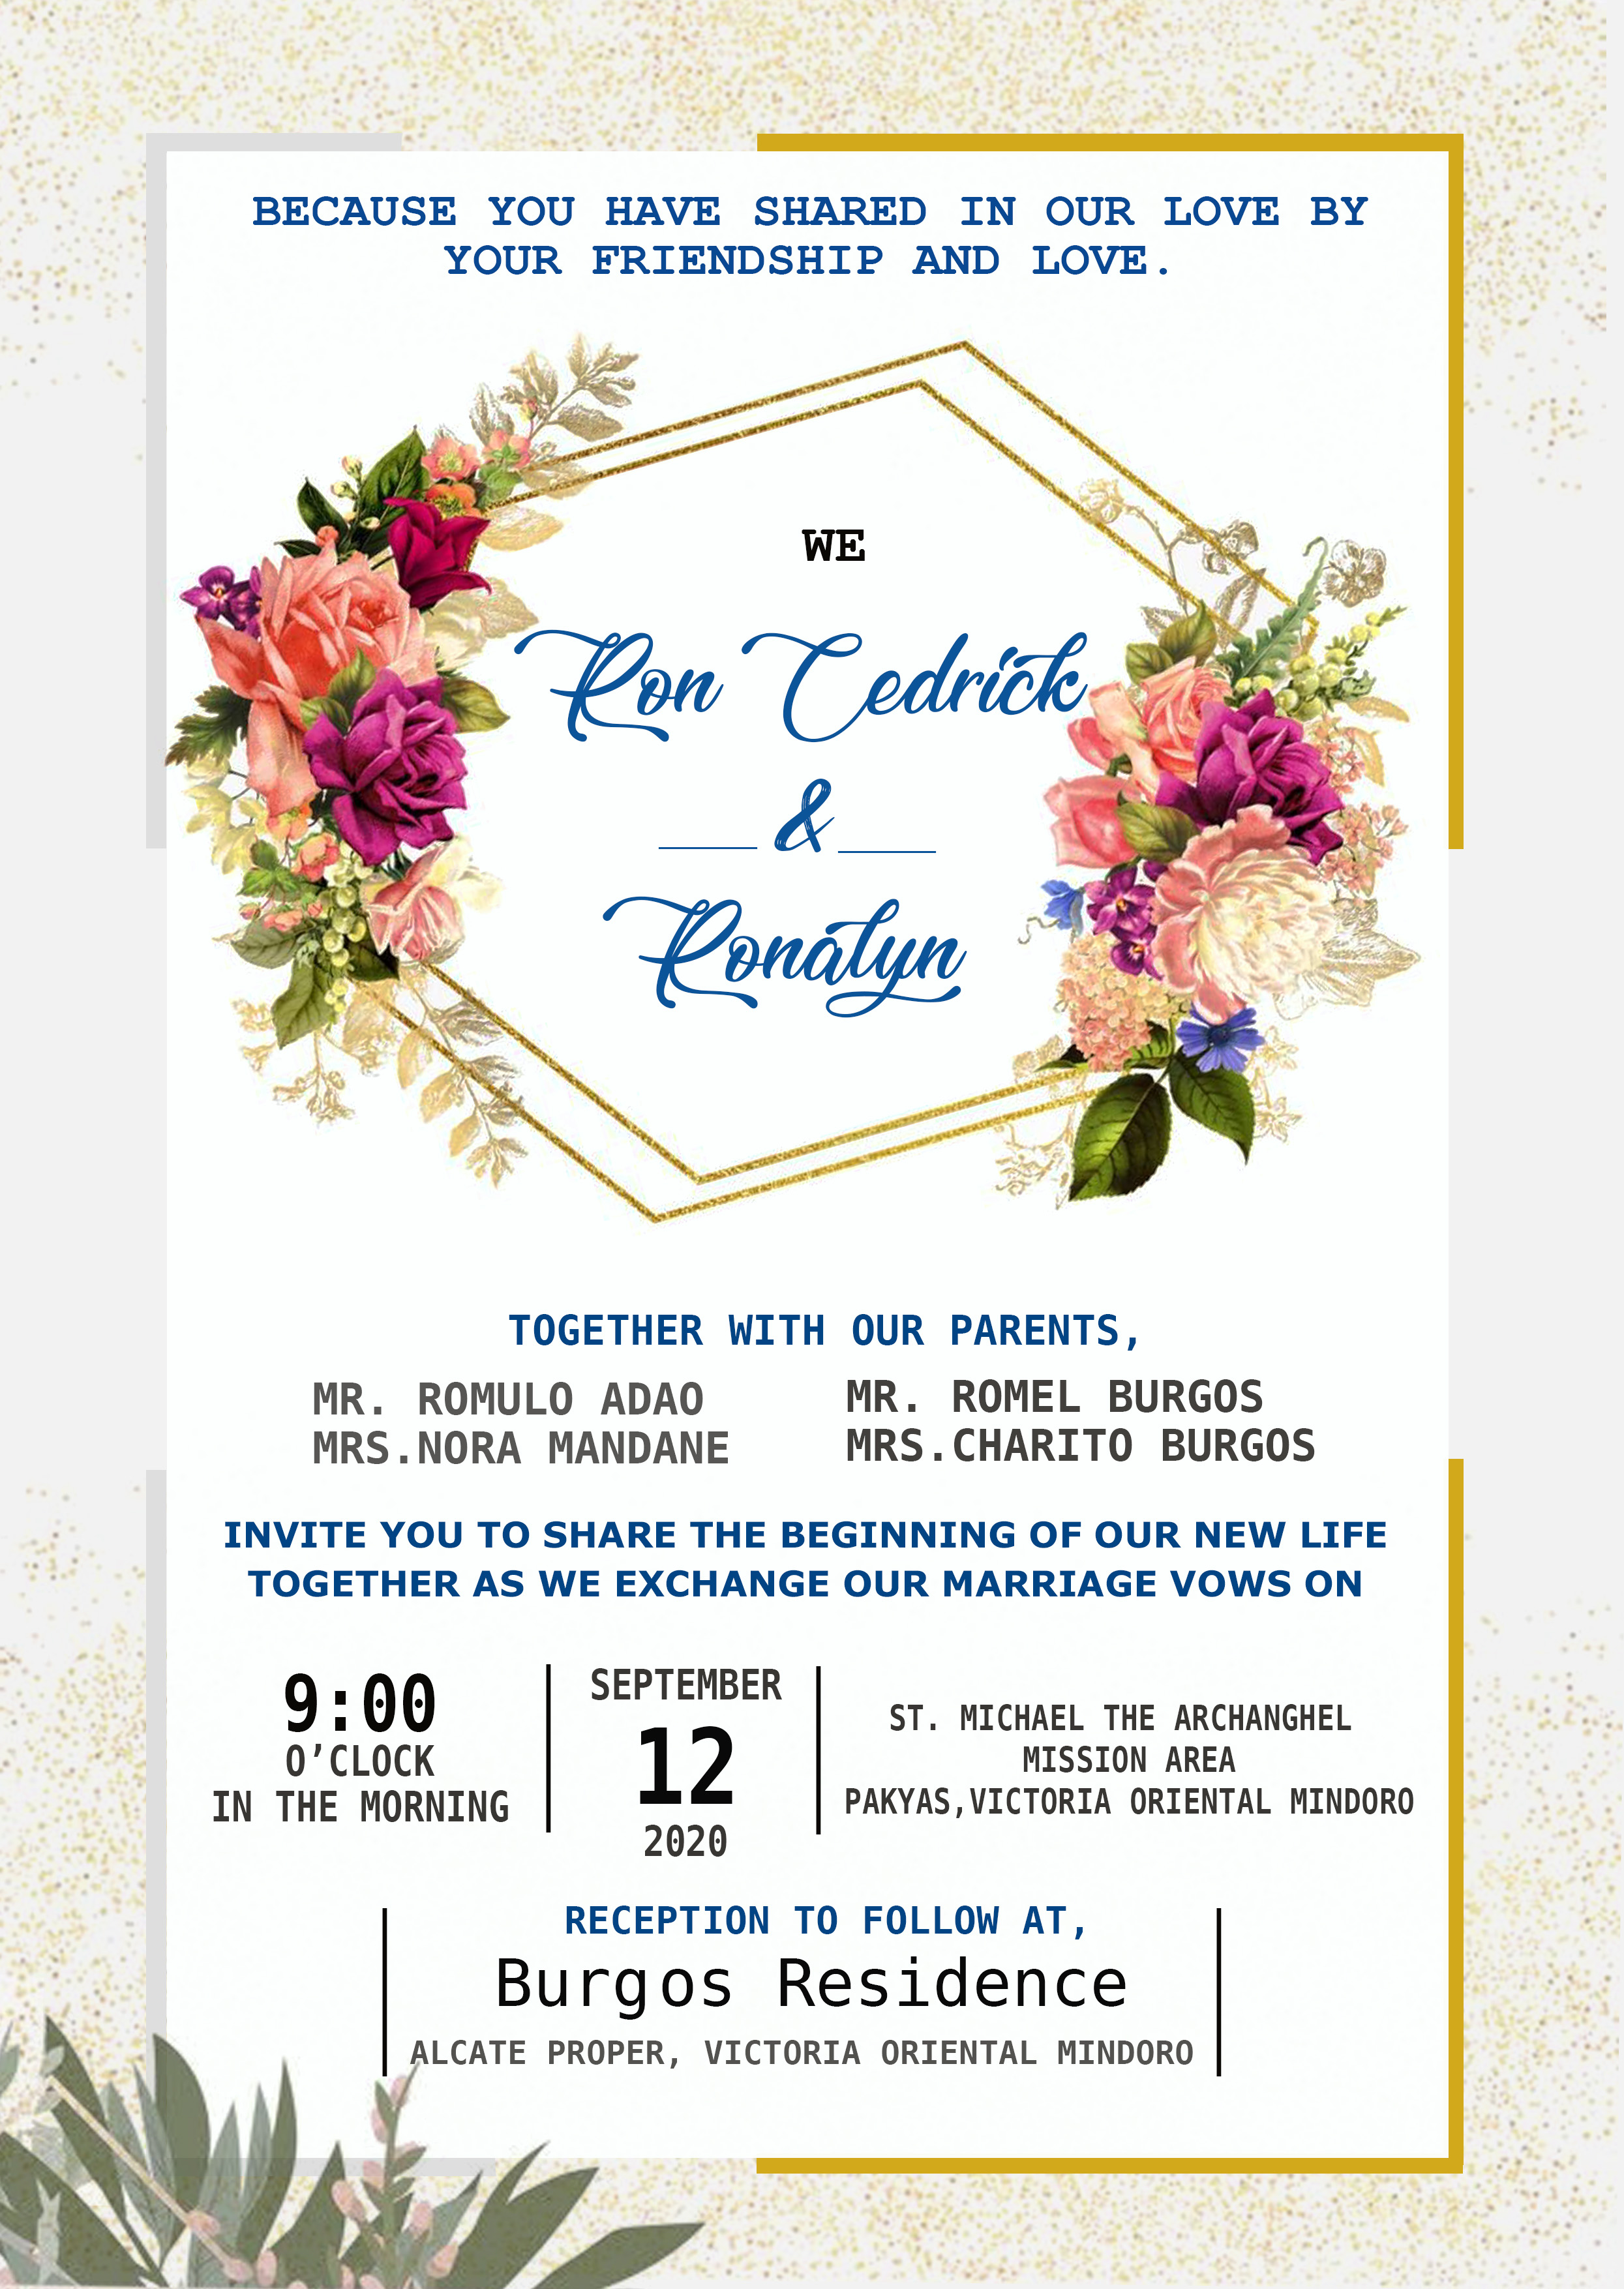 BECAUSE YOU HAVE SHARED IN OUR LOVE BY
YOUR FRIENDSHIP AND LOVE.
WE
Ron Cedrick
&
Ronalyn
TOGETHER WITH OUR PARENTS,
MR. ROMULO ADAO
MRS.NORA MANDANE
MR. ROMEL BURGOS
MRS.CHARITO BURGOS
INVITE YOU TO SHARE THE BEGINNING OF OUR NEW LIFE
TOGETHER AS WE EXCHANGE OUR MARRIAGE VOWS ON
9:00
O’CLOCK
IN THE MORNING
SEPTEMBER
12
2020
ST. MICHAEL THE ARCHANGHEL
MISSION AREA
PAKYAS,VICTORIA ORIENTAL MINDORO
RECEPTION TO FOLLOW AT,
Burgos Residence
ALCATE PROPER, VICTORIA ORIENTAL MINDORO